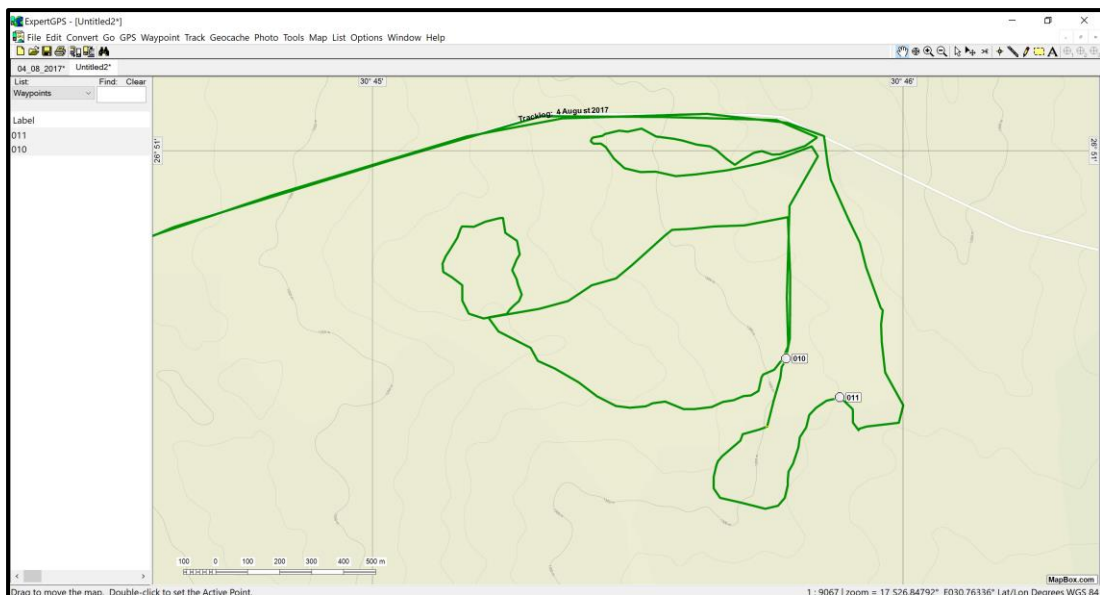 ExpertGPS - [Untitled2*]
File Edit Convert Go GPS Waypoint Track Geocache Photo Tools Map List Options Window Help
04_08_2017* Untitled2*
List: Find: Clear
Waypoints
Label
011
010
30° 45' 30° 46'
Tracklog: 4 August 2017
26° 51' 26° 51'
010
011
100 0 100 200 300 400 500 m
MapBox.com
Drag to move the map. Double-click to set the Active Point. 1 : 9067 | zoom = 17 S26.84792° E030.76336° Lat/Lon Degrees WGS 84